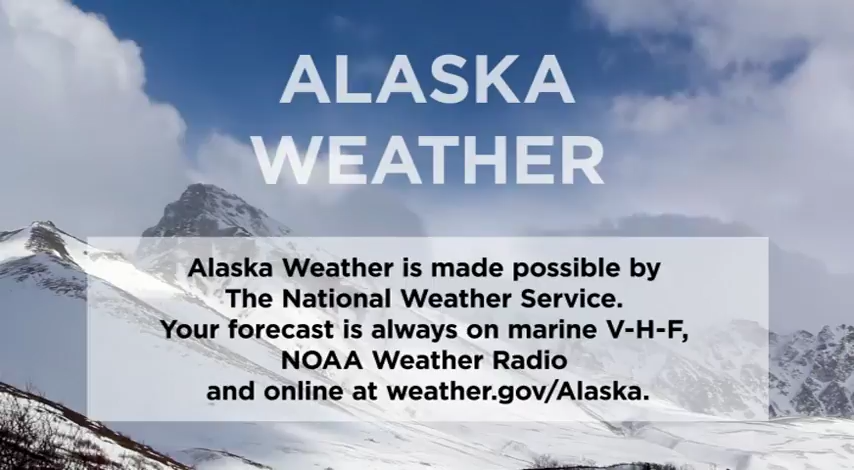 ALASKA
WEATHER
Alaska Weather is made possible by
The National Weather Service.
Your forecast is always on marine V-H-F,
NOAA Weather Radio
and online at weather.gov/Alaska.